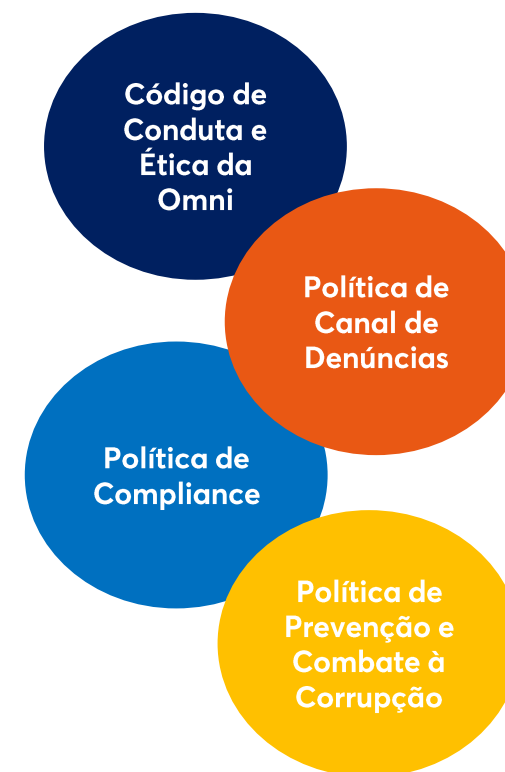 Código de
Conduta e
Ética da
Omni
Política de
Canal de
Denúncias
Política de
Compliance
Política de
Prevenção e
Combate à
Corrupção